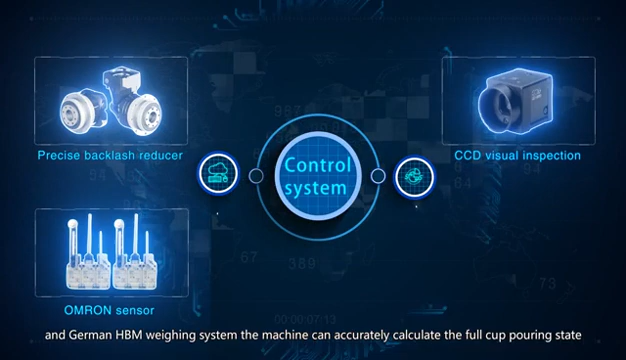 Precise backlash reducer
Control
system
CCD visual inspection
OMRON sensor
and German HBM weighing system the machine can accurately calculate the full cup pouring state